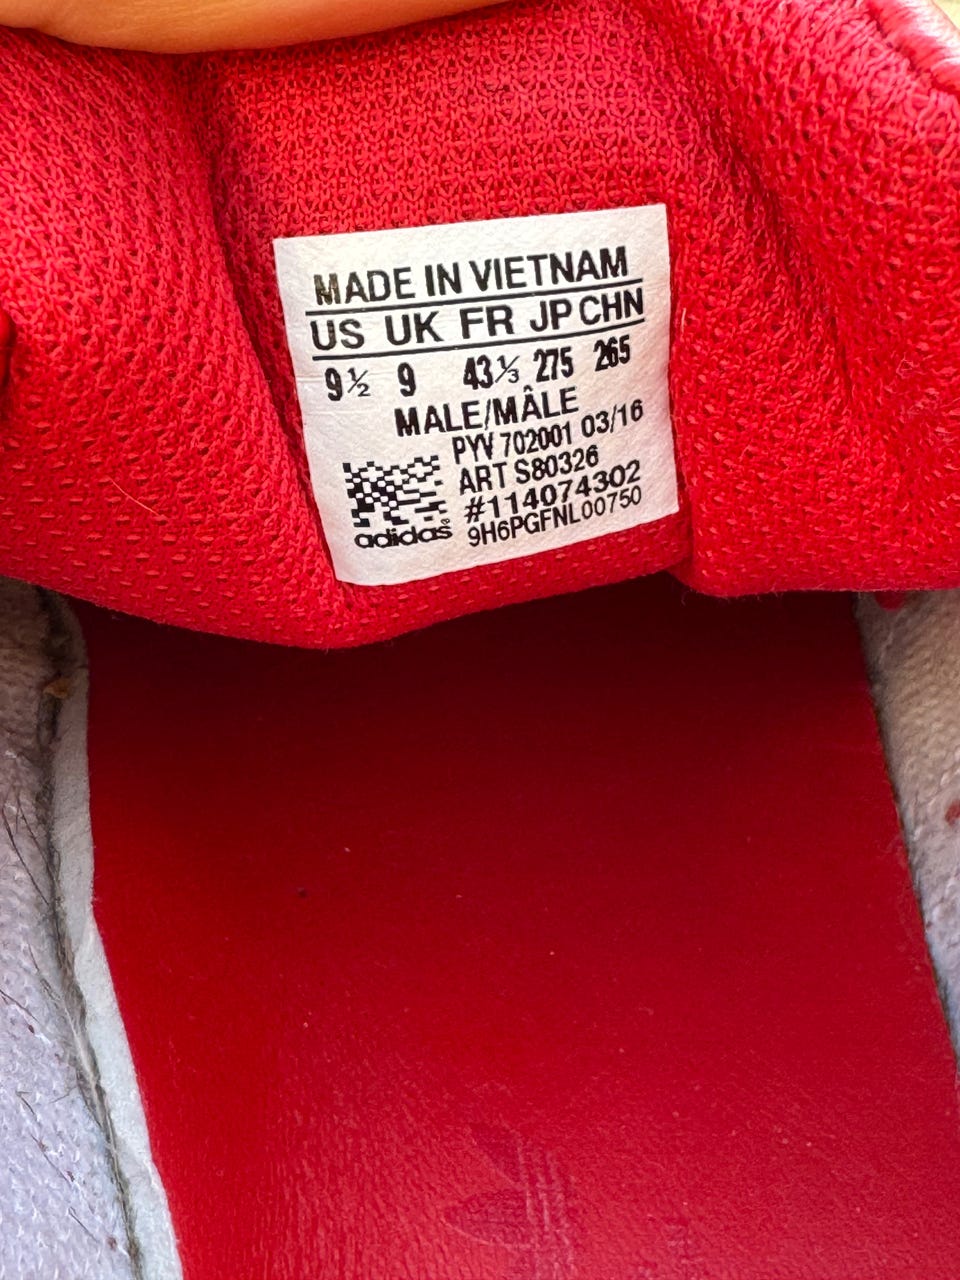 MADE IN VIETNAM
US UK FR JP CHN
9½ 9 43⅓ 275 265
MALE/MÂLE
PYV 702001 03/16
ART S80326
#114074302
adidas® 9H6PGFNL00750